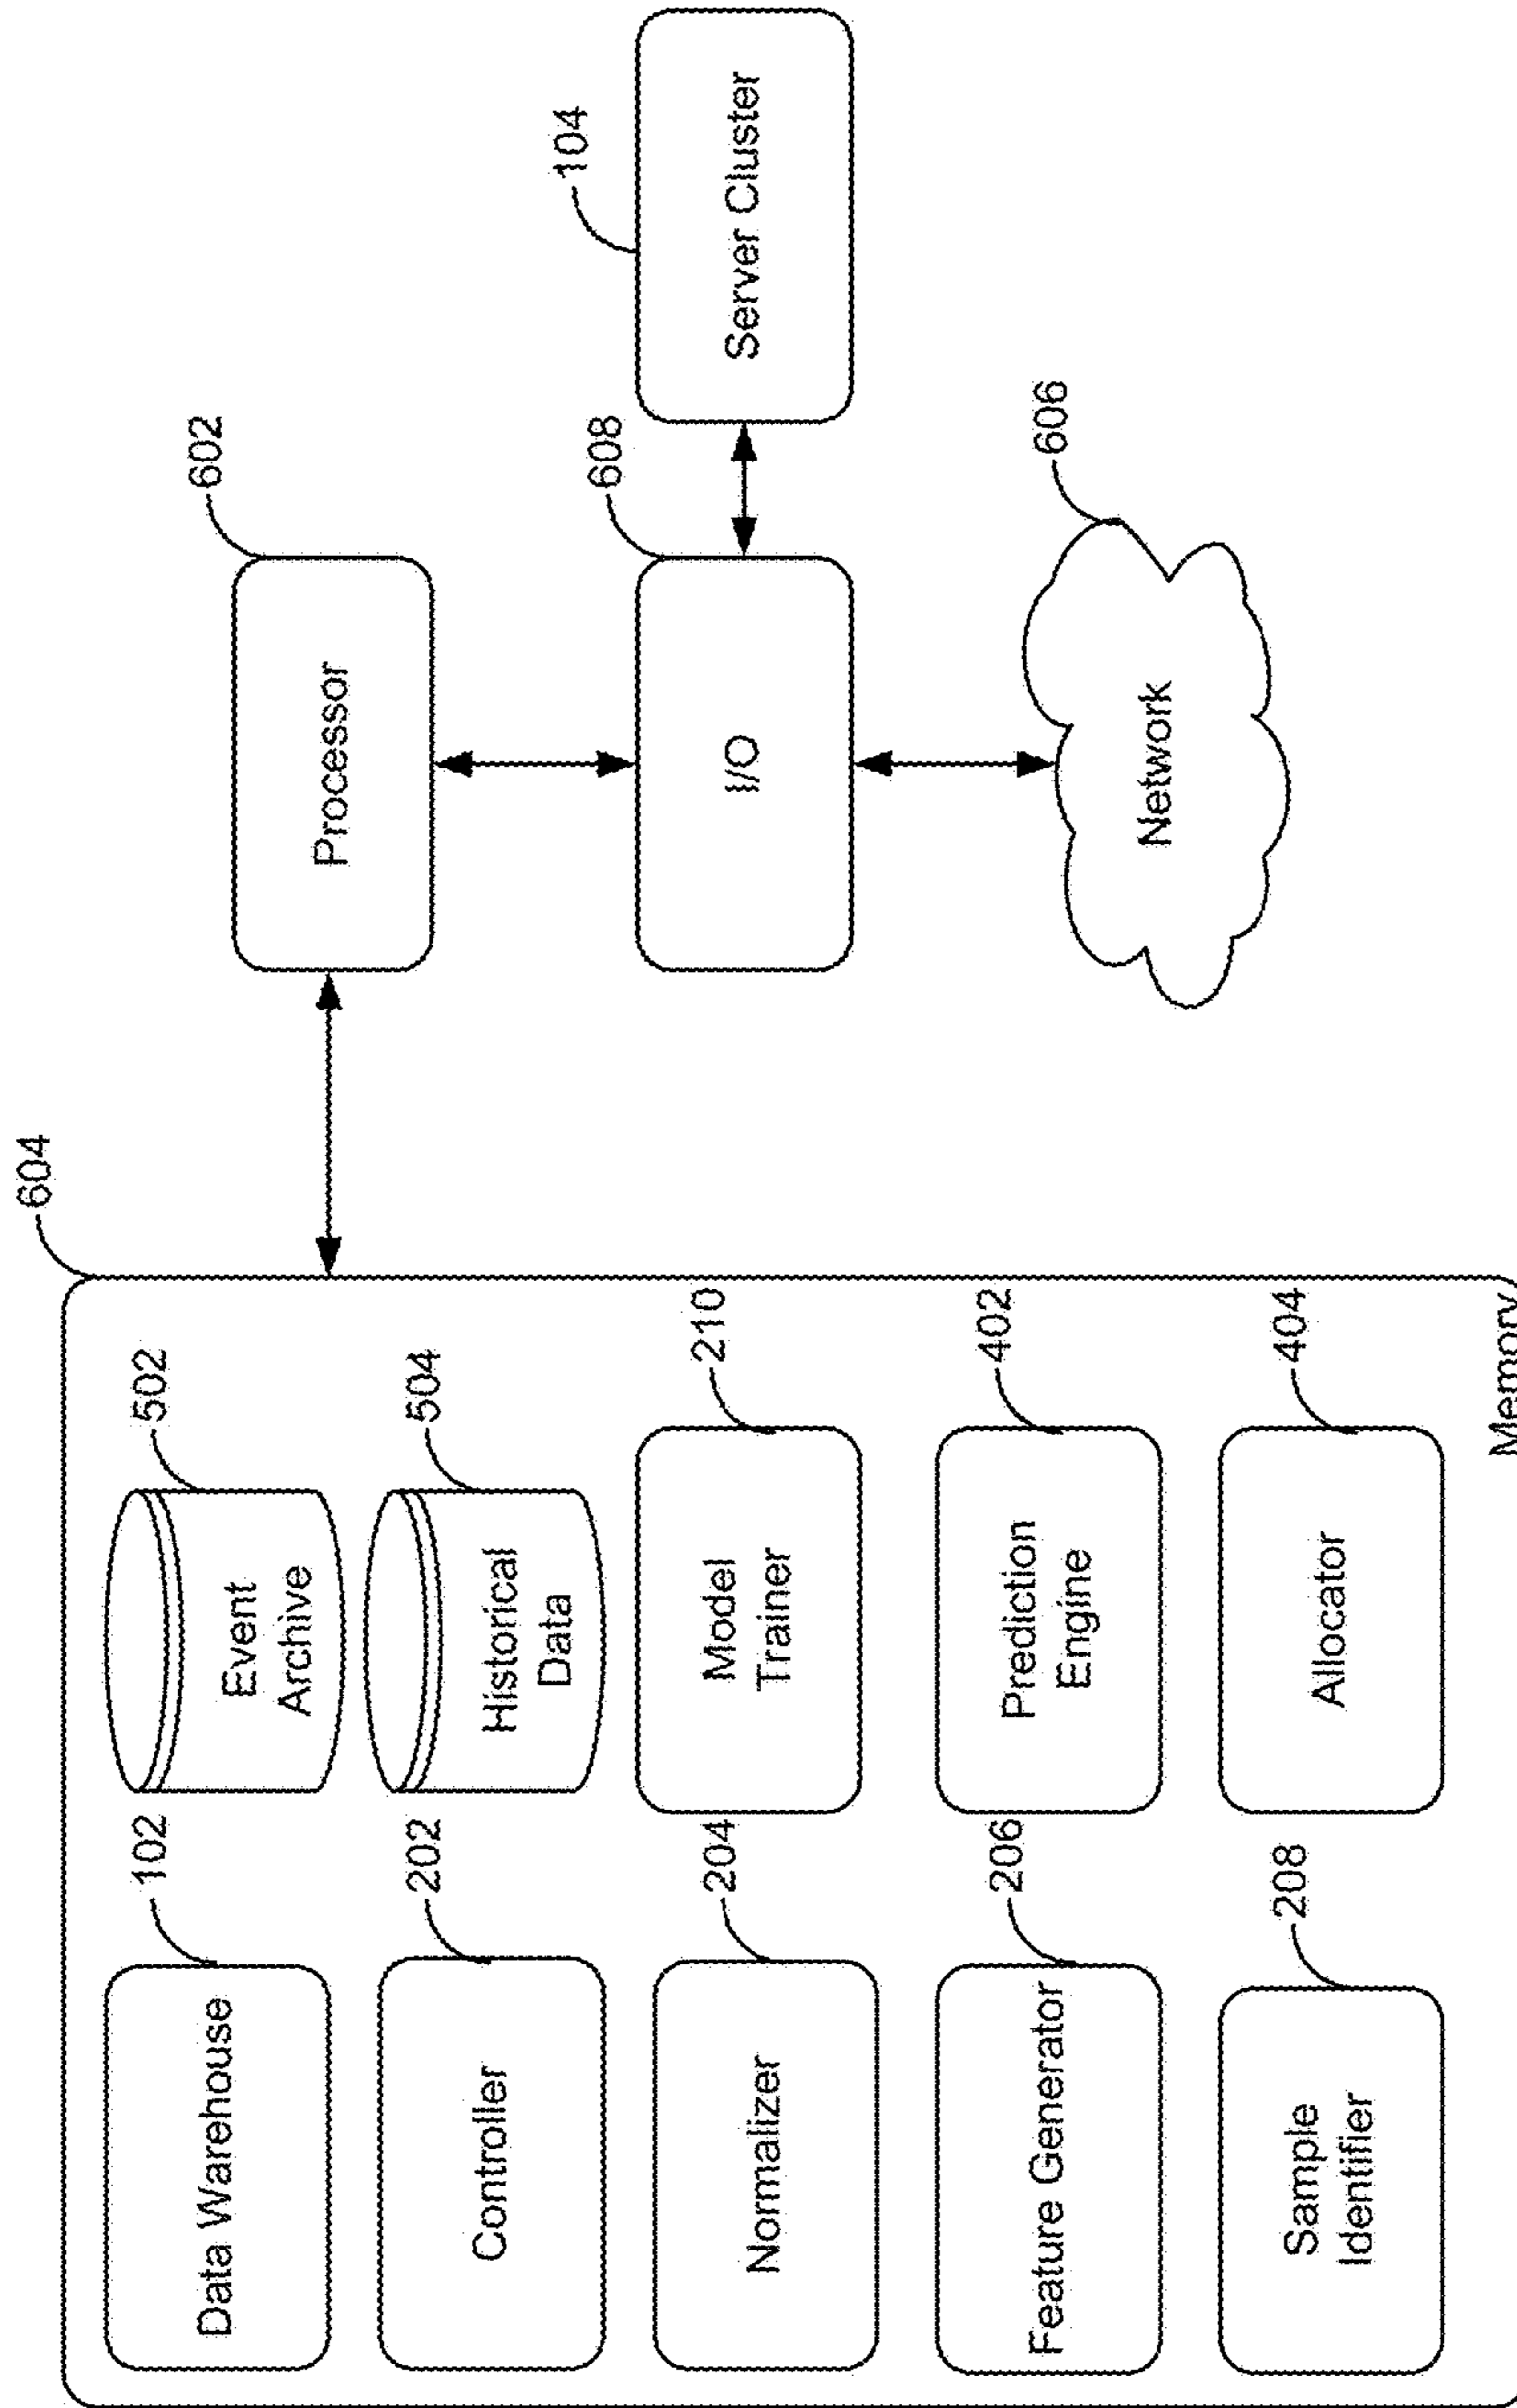 604
Data Warehouse
102
Event
Archive
502
Controller
202
Historical
Data
504
Normalizer
204
Model
Trainer
210
Feature Generator
206
Prediction
Engine
402
Sample
Identifier
208
Allocator
404
Memory
Processor
602
I/O
608
Server Cluster
104
Network
606